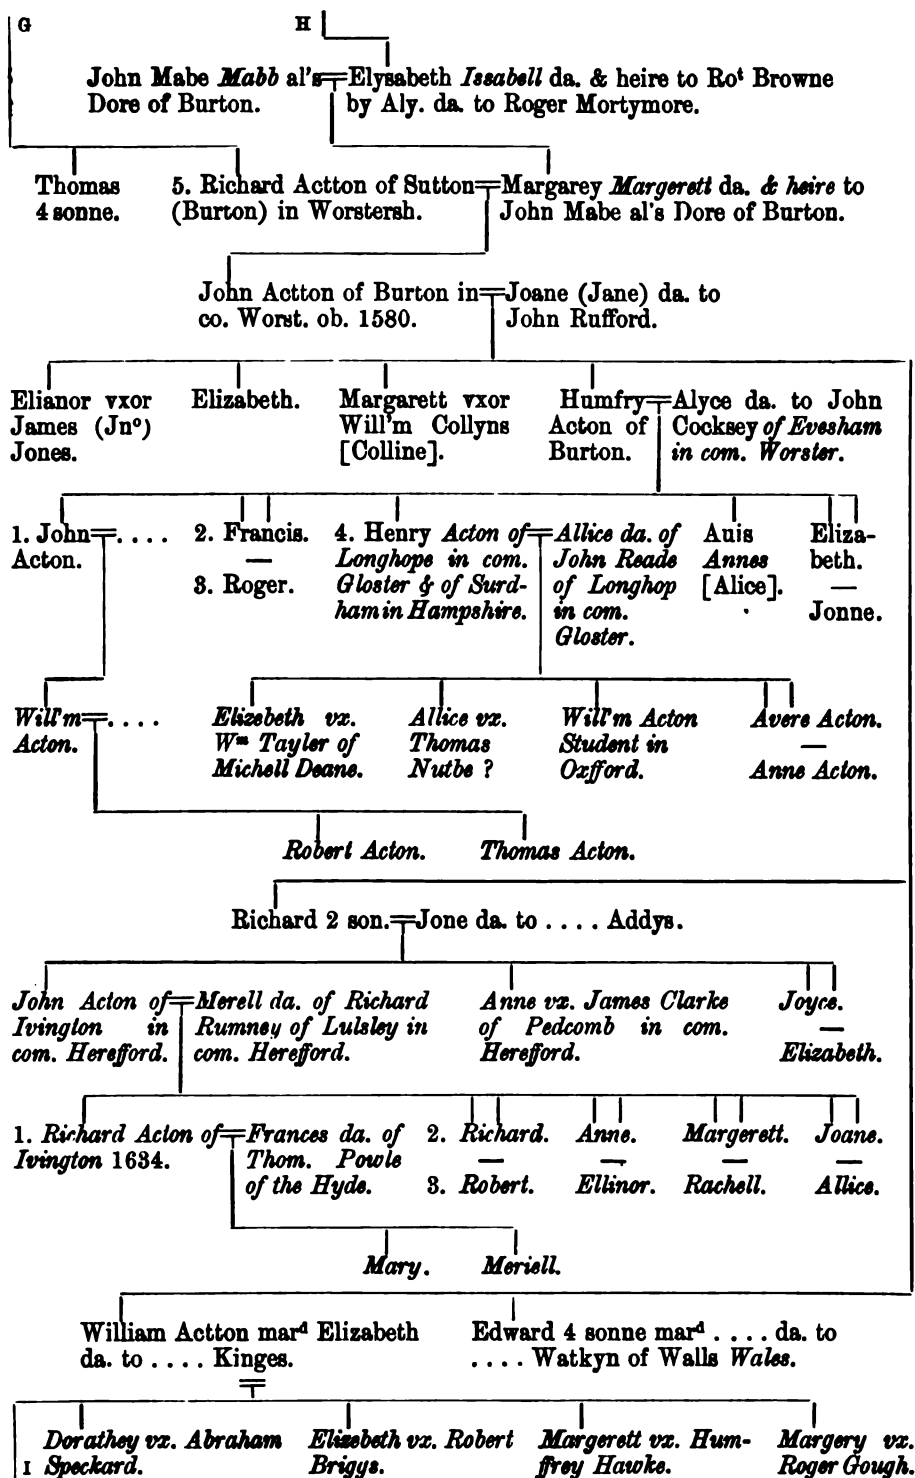 G
H
John Mabe Mabb al's Elysabeth Issabell da. & heire to Roᵗ Browne
Dore of Burton. by Aly. da. to Roger Mortymore.
Thomas
4 sonne.
5. Richard Actton of Sutton
(Burton) in Worstersh.
Margarey Margerett da. & heire to
John Mabe al's Dore of Burton.
John Actton of Burton in
co. Worst. ob. 1580.
Joane (Jane) da. to
John Rufford.
Elianor vxor
James (Jnᵒ)
Jones.
Elizabeth.
Margarett vxor
Will'm Collyns
[Colline].
Humfry
Acton of
Burton.
Alyce da. to John
Cocksey of Evesham
in com. Worster.
1. John
Acton.
. . . .
2. Francis.
—
3. Roger.
4. Henry Acton of
Longhope in com.
Gloster & of Surd-
ham in Hampshire.
Allice da. of
John Reade
of Longhop
in com.
Gloster.
Auis
Annes
[Alice].
Eliza-
beth.
—
Jonne.
Will'm
Acton.
. . . .
Elizebeth vx.
Wᵐ Tayler of
Michell Deane.
Allice vx.
Thomas
Nutbe ?
Will'm Acton
Student in
Oxfford.
Avere Acton.
—
Anne Acton.
Robert Acton.
Thomas Acton.
Richard 2 son. Jone da. to . . . . Addys.
John Acton of
Ivington in
com. Herefford.
Merell da. of Richard
Rumney of Lulsley in
com. Herefford.
Anne vx. James Clarke
of Pedcomb in com.
Herefford.
Joyce.
—
Elizabeth.
1. Richard Acton of
Ivington 1634.
Frances da. of
Thom. Powle
of the Hyde.
2. Richard.
—
3. Robert.
Anne.
—
Ellinor.
Margerett.
—
Rachell.
Joane.
—
Allice.
Mary.
Meriell.
William Actton marᵈ Elizabeth
da. to . . . . Kinges.
Edward 4 sonne marᵈ . . . . da. to
. . . . Watkyn of Walls Wales.
I
Dorathey vx. Abraham
Speckard.
Elizebeth vx. Robert
Briggs.
Margerett vx. Hum-
ffrey Hawke.
Margery vx.
Roger Gough.